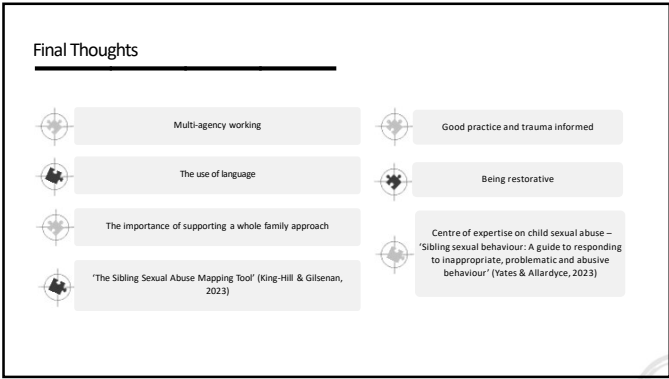 Final Thoughts
Multi-agency working
The use of language
The importance of supporting a whole family approach
‘The Sibling Sexual Abuse Mapping Tool’ (King-Hill & Gilsenan,
2023)
Good practice and trauma informed
Being restorative
Centre of expertise on child sexual abuse –
‘Sibling sexual behaviour: A guide to responding
to inappropriate, problematic and abusive
behaviour’ (Yates & Allardyce, 2023)